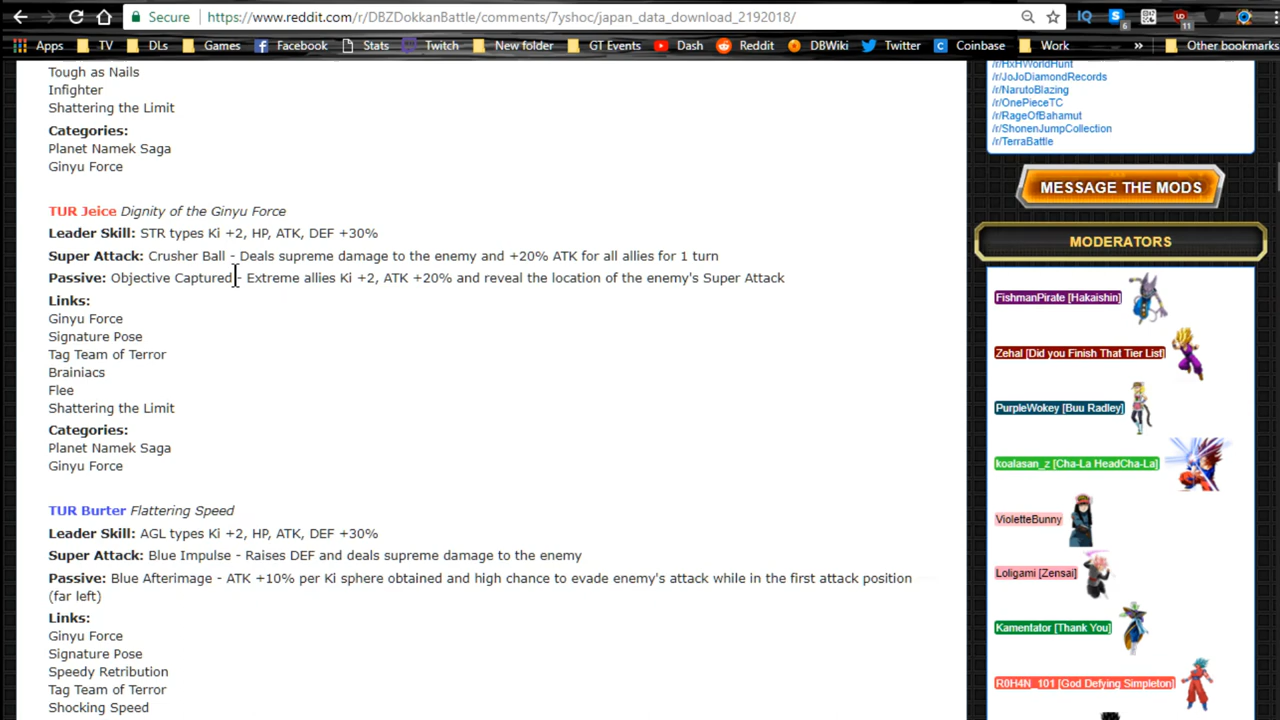 Secure
https://www.reddit.com/r/DBZDokkanBattle/comments/7yshoc/japan_data_download_2192018/
Apps TV DLs Games Facebook Stats Twitch New folder GT Events Dash Reddit DBWiki Twitter Coinbase Work » Other bookmarks
Tough as Nails
Infighter
Shattering the Limit
Categories:
Planet Namek Saga
Ginyu Force
TUR Jeice Dignity of the Ginyu Force
Leader Skill: STR types Ki +2, HP, ATK, DEF +30%
Super Attack: Crusher Ball - Deals supreme damage to the enemy and +20% ATK for all allies for 1 turn
Passive: Objective Captured - Extreme allies Ki +2, ATK +20% and reveal the location of the enemy's Super Attack
Links:
Ginyu Force
Signature Pose
Tag Team of Terror
Brainiacs
Flee
Shattering the Limit
Categories:
Planet Namek Saga
Ginyu Force
TUR Burter Flattering Speed
Leader Skill: AGL types Ki +2, HP, ATK, DEF +30%
Super Attack: Blue Impulse - Raises DEF and deals supreme damage to the enemy
Passive: Blue Afterimage - ATK +10% per Ki sphere obtained and high chance to evade enemy's attack while in the first attack position
(far left)
Links:
Ginyu Force
Signature Pose
Speedy Retribution
Tag Team of Terror
Shocking Speed
/r/HxHWorldHunt
/r/JoJoDiamondRecords
/r/NarutoBlazing
/r/OnePieceTC
/r/RageOfBahamut
/r/ShonenJumpCollection
/r/TerraBattle
MESSAGE THE MODS
MODERATORS
FishmanPirate [Hakaishin]
Zehal [Did you Finish That Tier List]
PurpleWokey [Buu Radley]
koalasan_z [Cha-La HeadCha-La]
VioletteBunny
Loligami [Zensai]
Kamentator [Thank You]
R0H4N_101 [God Defying Simpleton]
IQ
6
11